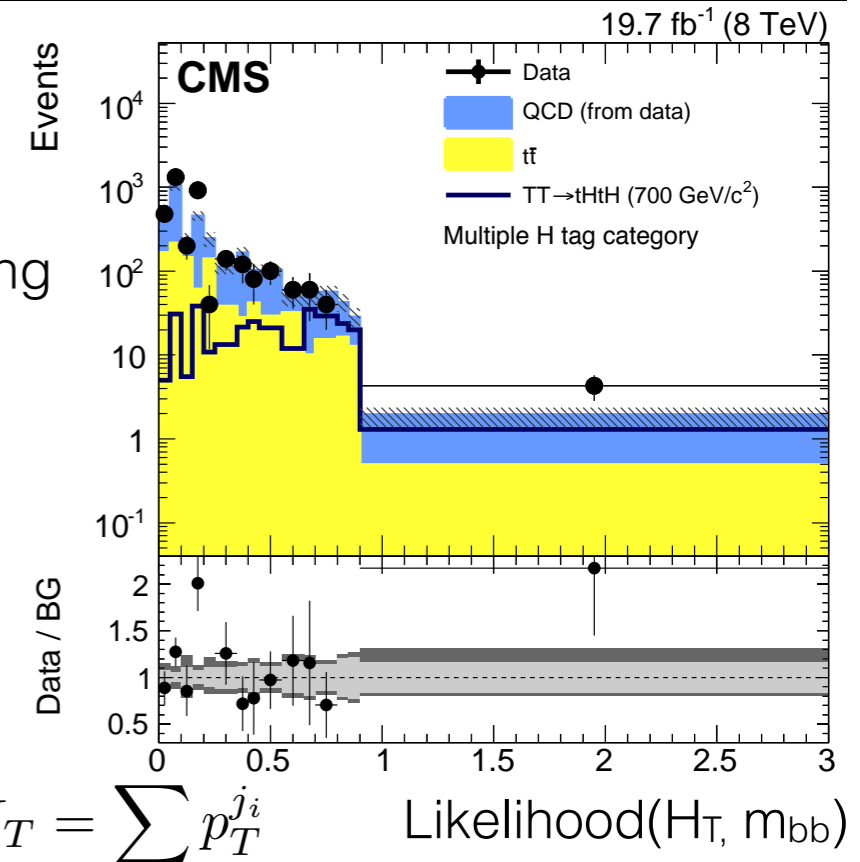 19.7 fb⁻¹ (8 TeV)
CMS
Events
Data
QCD (from data)
tt̄
TT→tHtH (700 GeV/c²)
Multiple H tag category
10⁴
10³
10²
10
1
10⁻¹
Data / BG
2
1.5
1
0.5
0 0.5 1 1.5 2 2.5 3
T = ∑ p_T^{j_i}
Likelihood(H_T, m_bb)